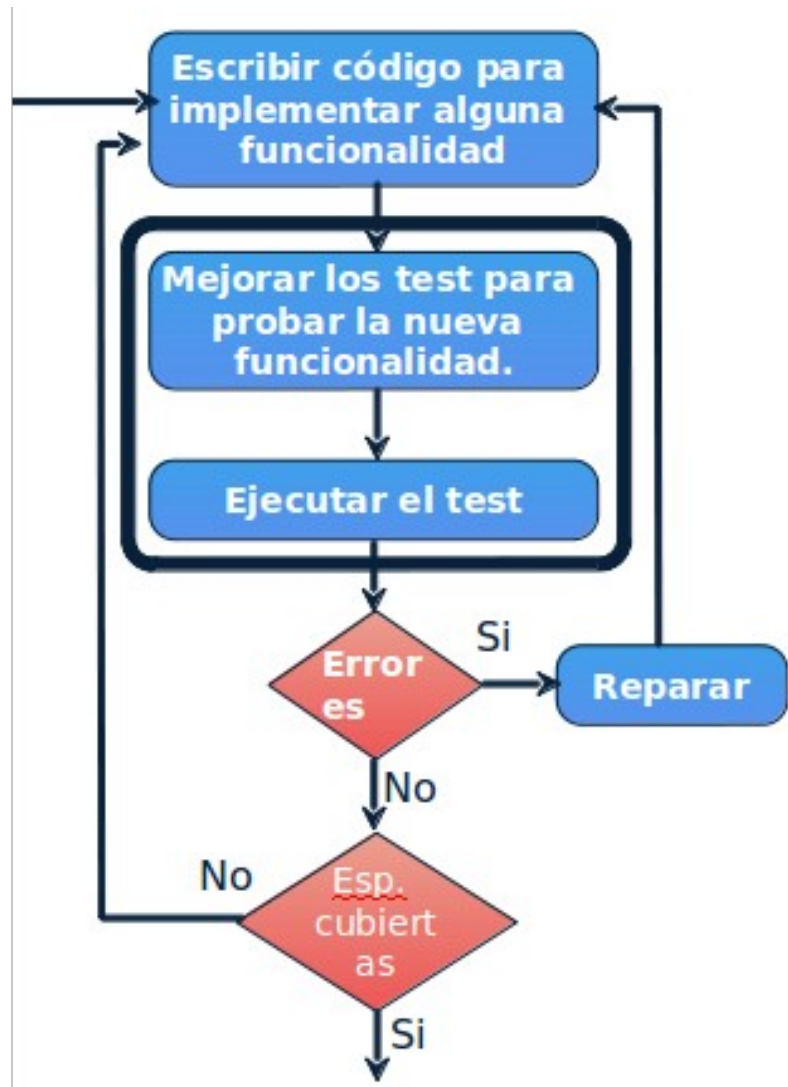 Escribir código para
implementar alguna
funcionalidad
Mejorar los test para
probar la nueva
funcionalidad.
Ejecutar el test
Error
es
Si
Reparar
No
No
Esp.
cubiert
as
Si